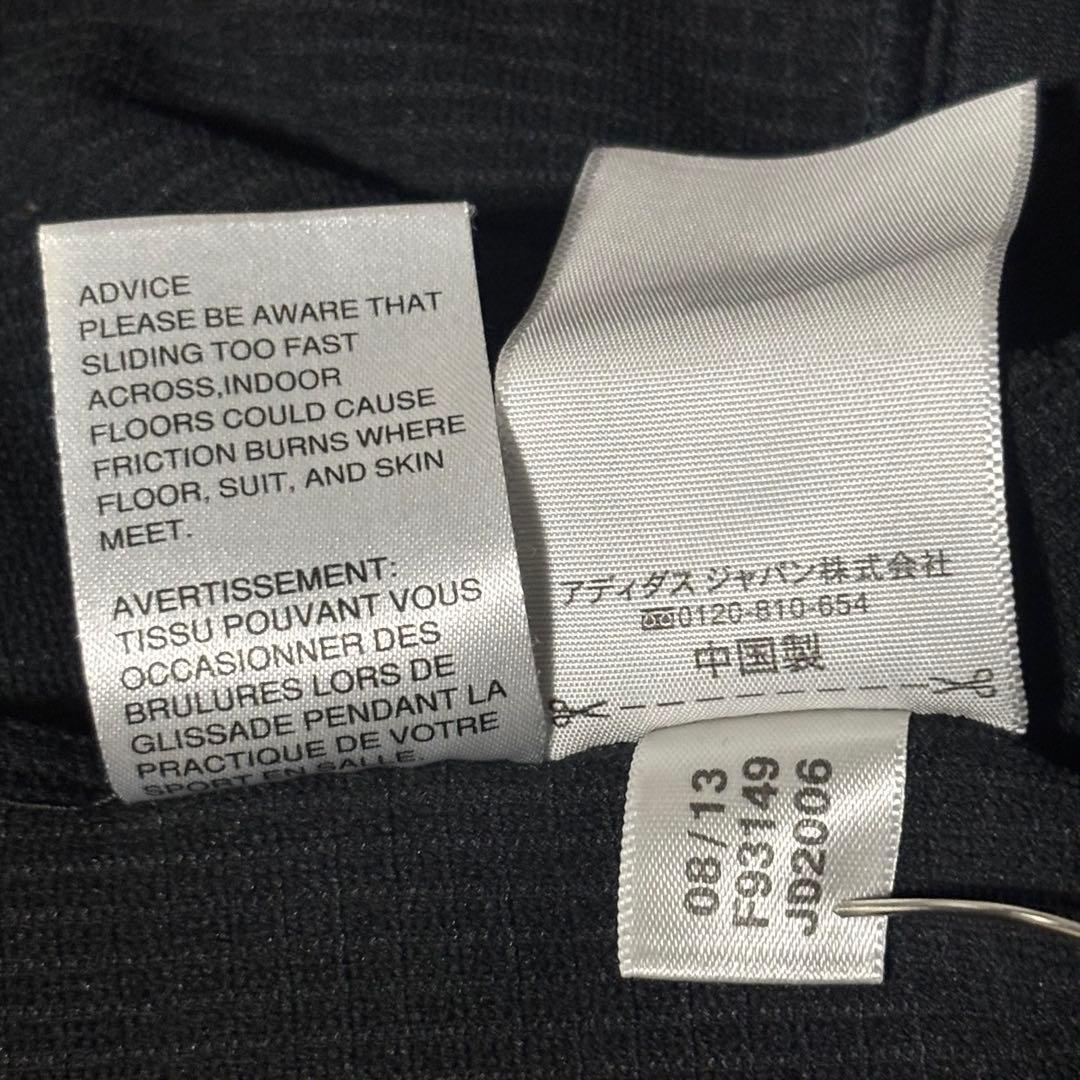 ADVICE
PLEASE BE AWARE THAT
SLIDING TOO FAST
ACROSS,INDOOR
FLOORS COULD CAUSE
FRICTION BURNS WHERE
FLOOR, SUIT, AND SKIN
MEET.
AVERTISSEMENT:
TISSU POUVANT VOUS
OCCASIONNER DES
BRULURES LORS DE
GLISSADE PENDANT LA
PRACTIQUE DE VOTRE
SPORT EN SALLE.
アディダス ジャパン株式会社
0120-810-654
中国製
08/13
F93149
JD2006